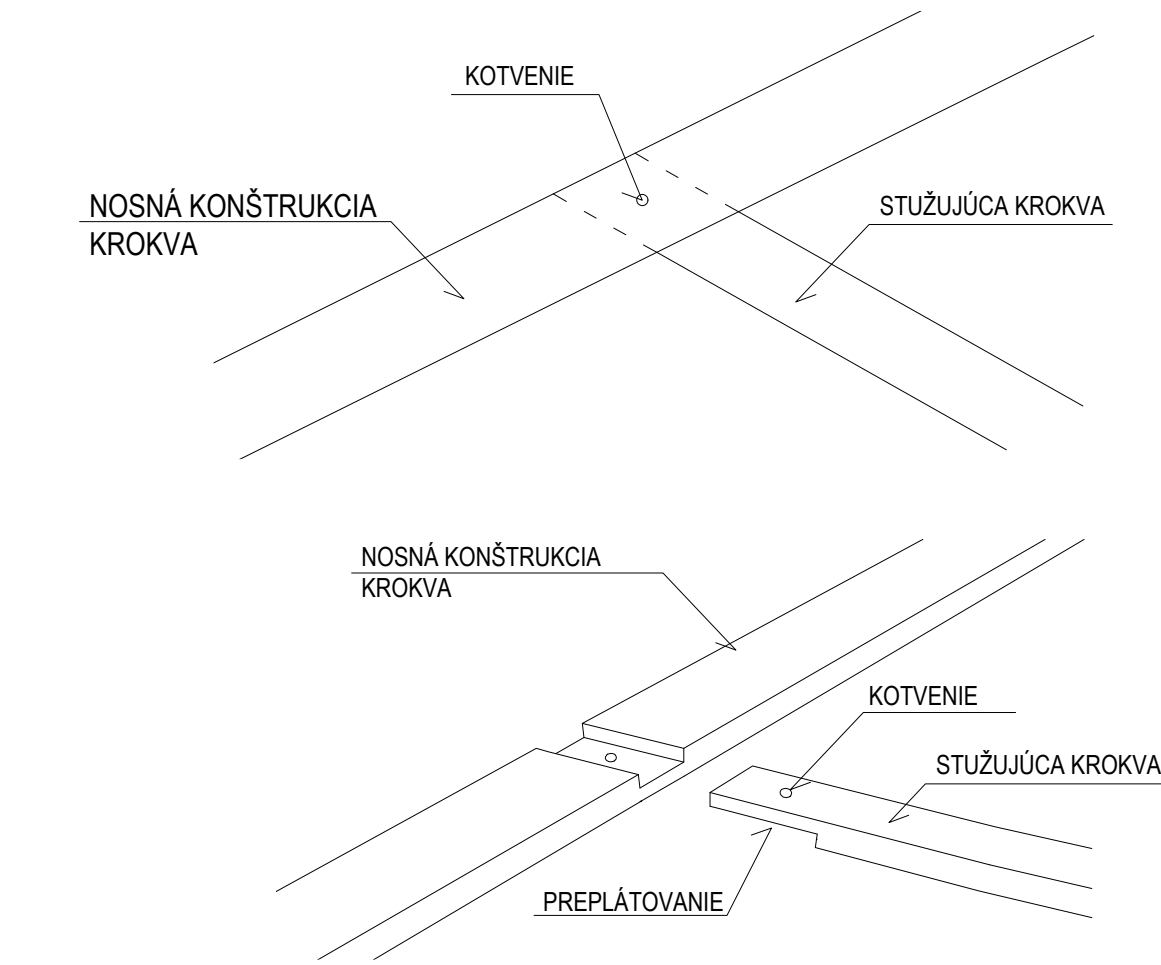 KOTVENIE
NOSNÁ KONŠTRUKCIA
KROKVA
STUŽUJÚCA KROKVA
NOSNÁ KONŠTRUKCIA
KROKVA
KOTVENIE
STUŽUJÚCA KROKVA
PREPLÁTOVANIE